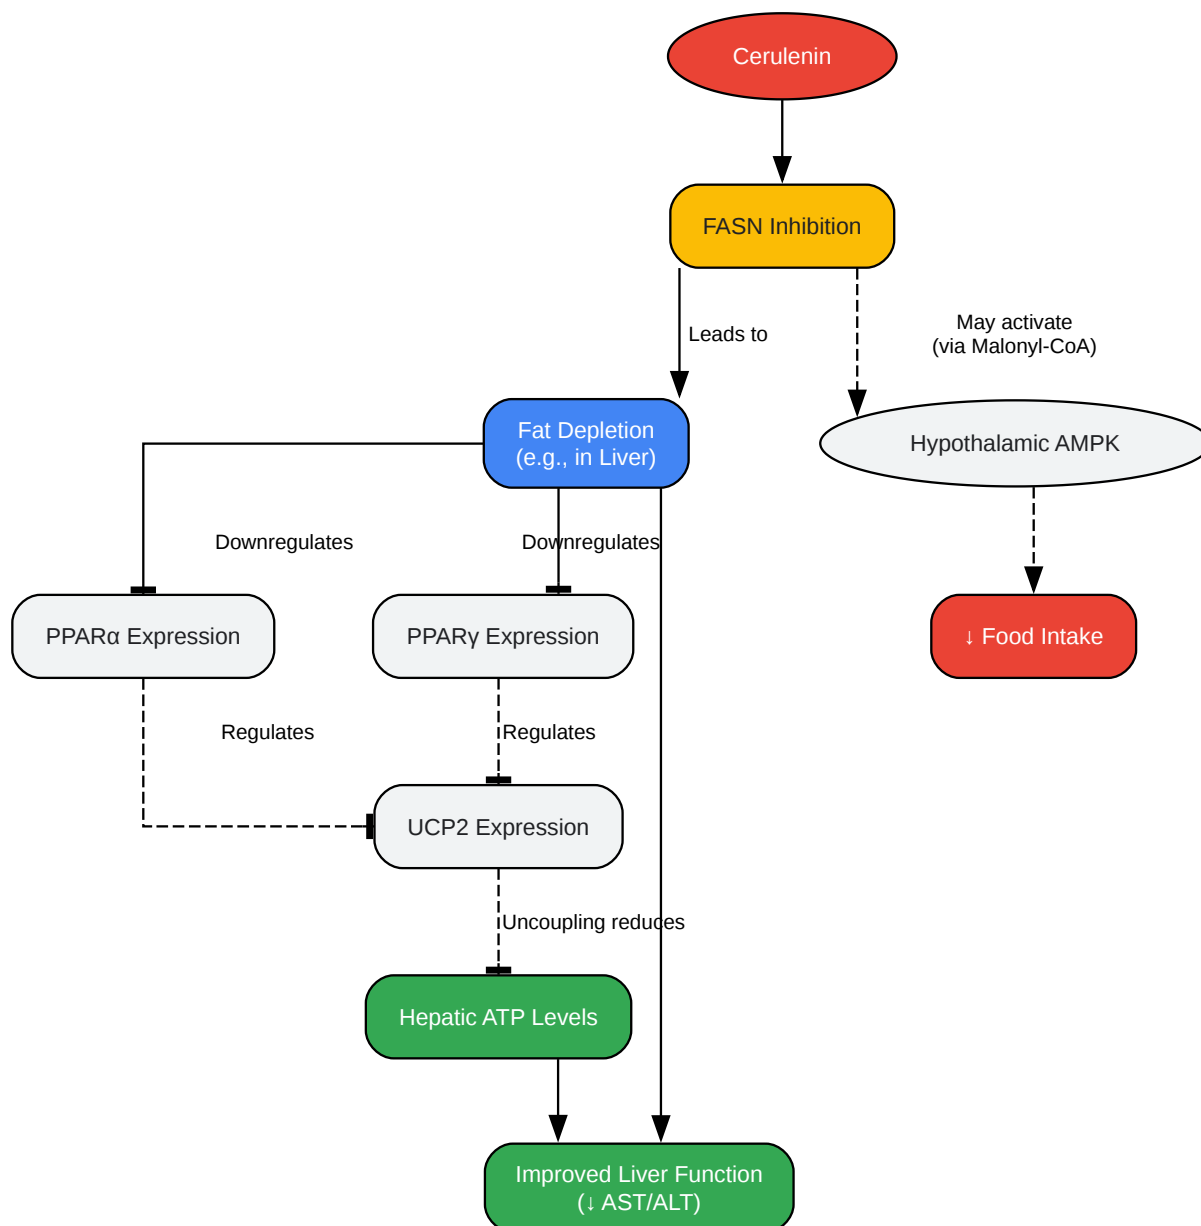 Cerulenin
FASN Inhibition
Leads to
May activate
(via Malonyl-CoA)
Fat Depletion
(e.g., in Liver)
Hypothalamic AMPK
Downregulates
Downregulates
PPARα Expression
PPARγ Expression
↓ Food Intake
Regulates
Regulates
UCP2 Expression
Uncoupling reduces
Hepatic ATP Levels
Improved Liver Function
(↓ AST/ALT)